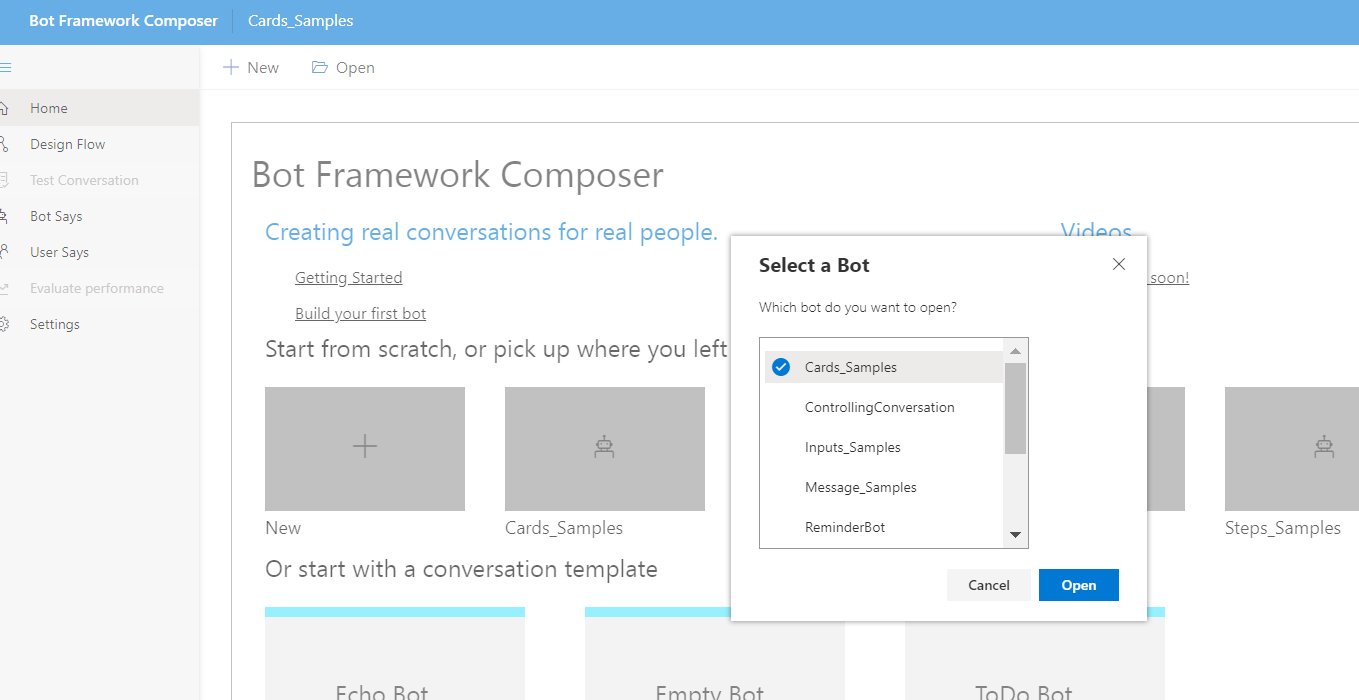 Bot Framework Composer Cards_Samples
New Open
Home
Design Flow
Test Conversation
Bot Says
User Says
Evaluate performance
Settings
Bot Framework Composer
Creating real conversations for real people.
Videos
Getting Started
soon!
Build your first bot
Start from scratch, or pick up where you left
New
Cards_Samples
Steps_Samples
Or start with a conversation template
Echo Bot
Empty Bot
ToDo Bot
Select a Bot
Which bot do you want to open?
Cards_Samples
ControllingConversation
Inputs_Samples
Message_Samples
ReminderBot
Cancel Open